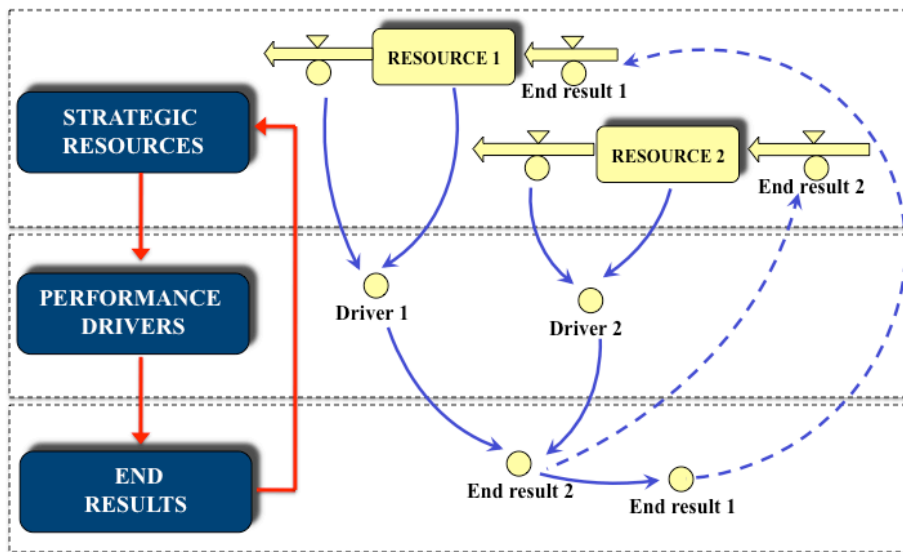 STRATEGIC
RESOURCES
PERFORMANCE
DRIVERS
END
RESULTS
RESOURCE 1
End result 1
RESOURCE 2
End result 2
Driver 1
Driver 2
End result 2
End result 1